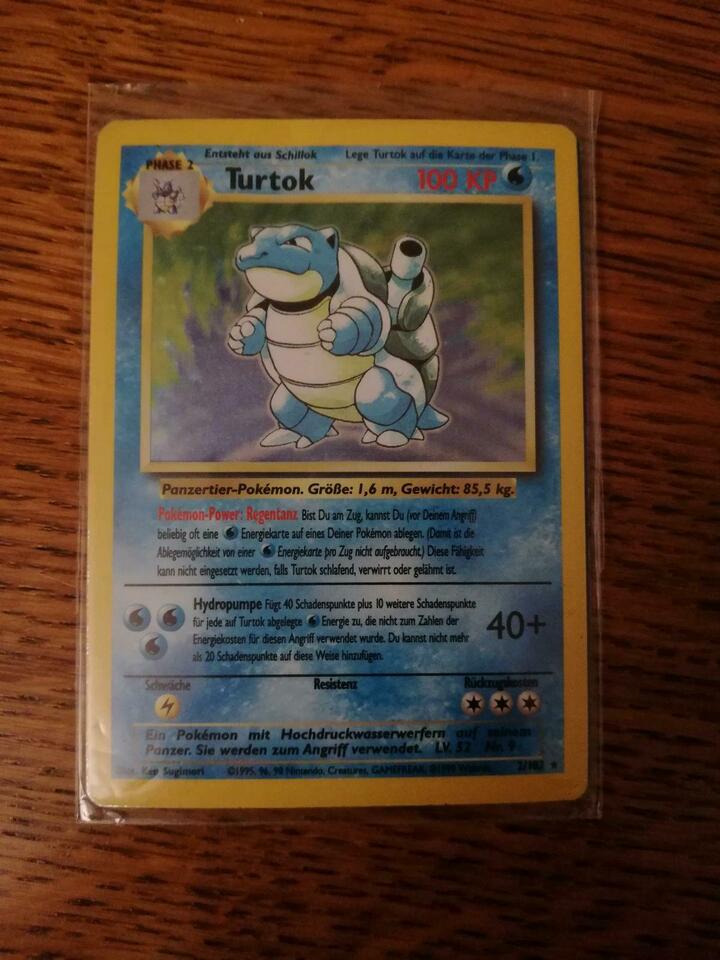 Entsteht aus Schillok Lege Turtok auf die Karte der Phase 1.
PHASE 2
Turtok 100 KP
Panzertier-Pokémon. Größe: 1,6 m, Gewicht: 85,5 kg.
Pokémon-Power: Regentanz Bist Du am Zug, kannst Du (vor Deinem Angriff)
beliebig oft eine Energiekarte an eines Deiner Pokémon ablegen. (Damit ist die
Ablegemöglichkeit von einer Energiekarte pro Zug nicht aufgebraucht.) Diese Fähigkeit
kann nicht eingesetzt werden, falls Turtok schlafend, verwirrt oder gelähmt ist.
Hydropumpe Fügt 40 Schadenspunkte plus 10 weitere Schadenspunkte
für jede auf Turtok abgelegte Energie zu, die nicht zum Zahlen der
Energiekosten für diesen Angriff verwendet wurde. Du kannst nicht mehr
als 20 Schadenspunkte auf diese Weise hinzufügen.
40+
Schwäche Resistenz Rückzugskosten
Ein Pokémon mit Hochdruckwasserwerfern auf seinem
Panzer. Sie werden zum Angriff verwendet. LV. 52 Nr. 9
Ken Sugimori ©1995, 96, 98 Nintendo, Creatures, GAMEFREAK. ©1999 Wizards. 2/102 ★